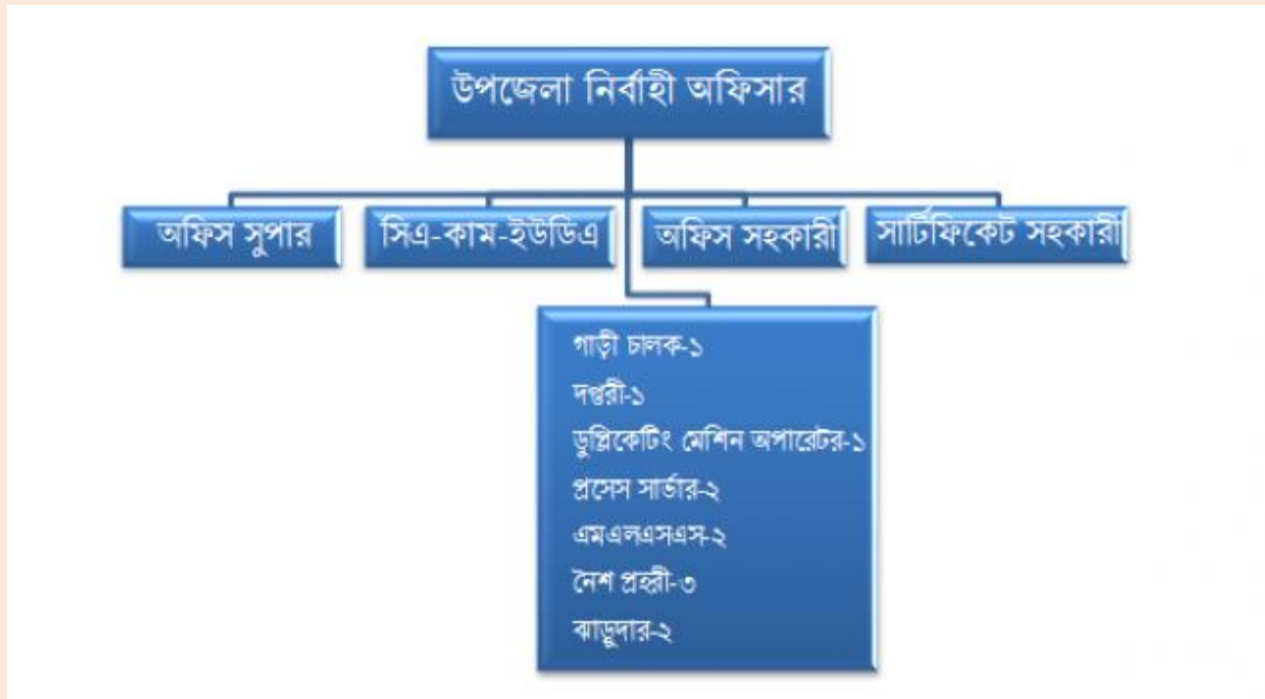 উপজেলা নির্বাহী অফিসার
অফিস সুপার
সিএ-কাম-ইউডিএ
অফিস সহকারী
সার্টিফিকেট সহকারী
গাড়ী চালক-১
দপ্তরী-১
ডুপ্লিকেটিং মেশিন অপারেটর-১
প্রসেস সার্ভার-২
এমএলএসএস-২
নৈশ প্রহরী-৩
ঝাড়ুদার-২